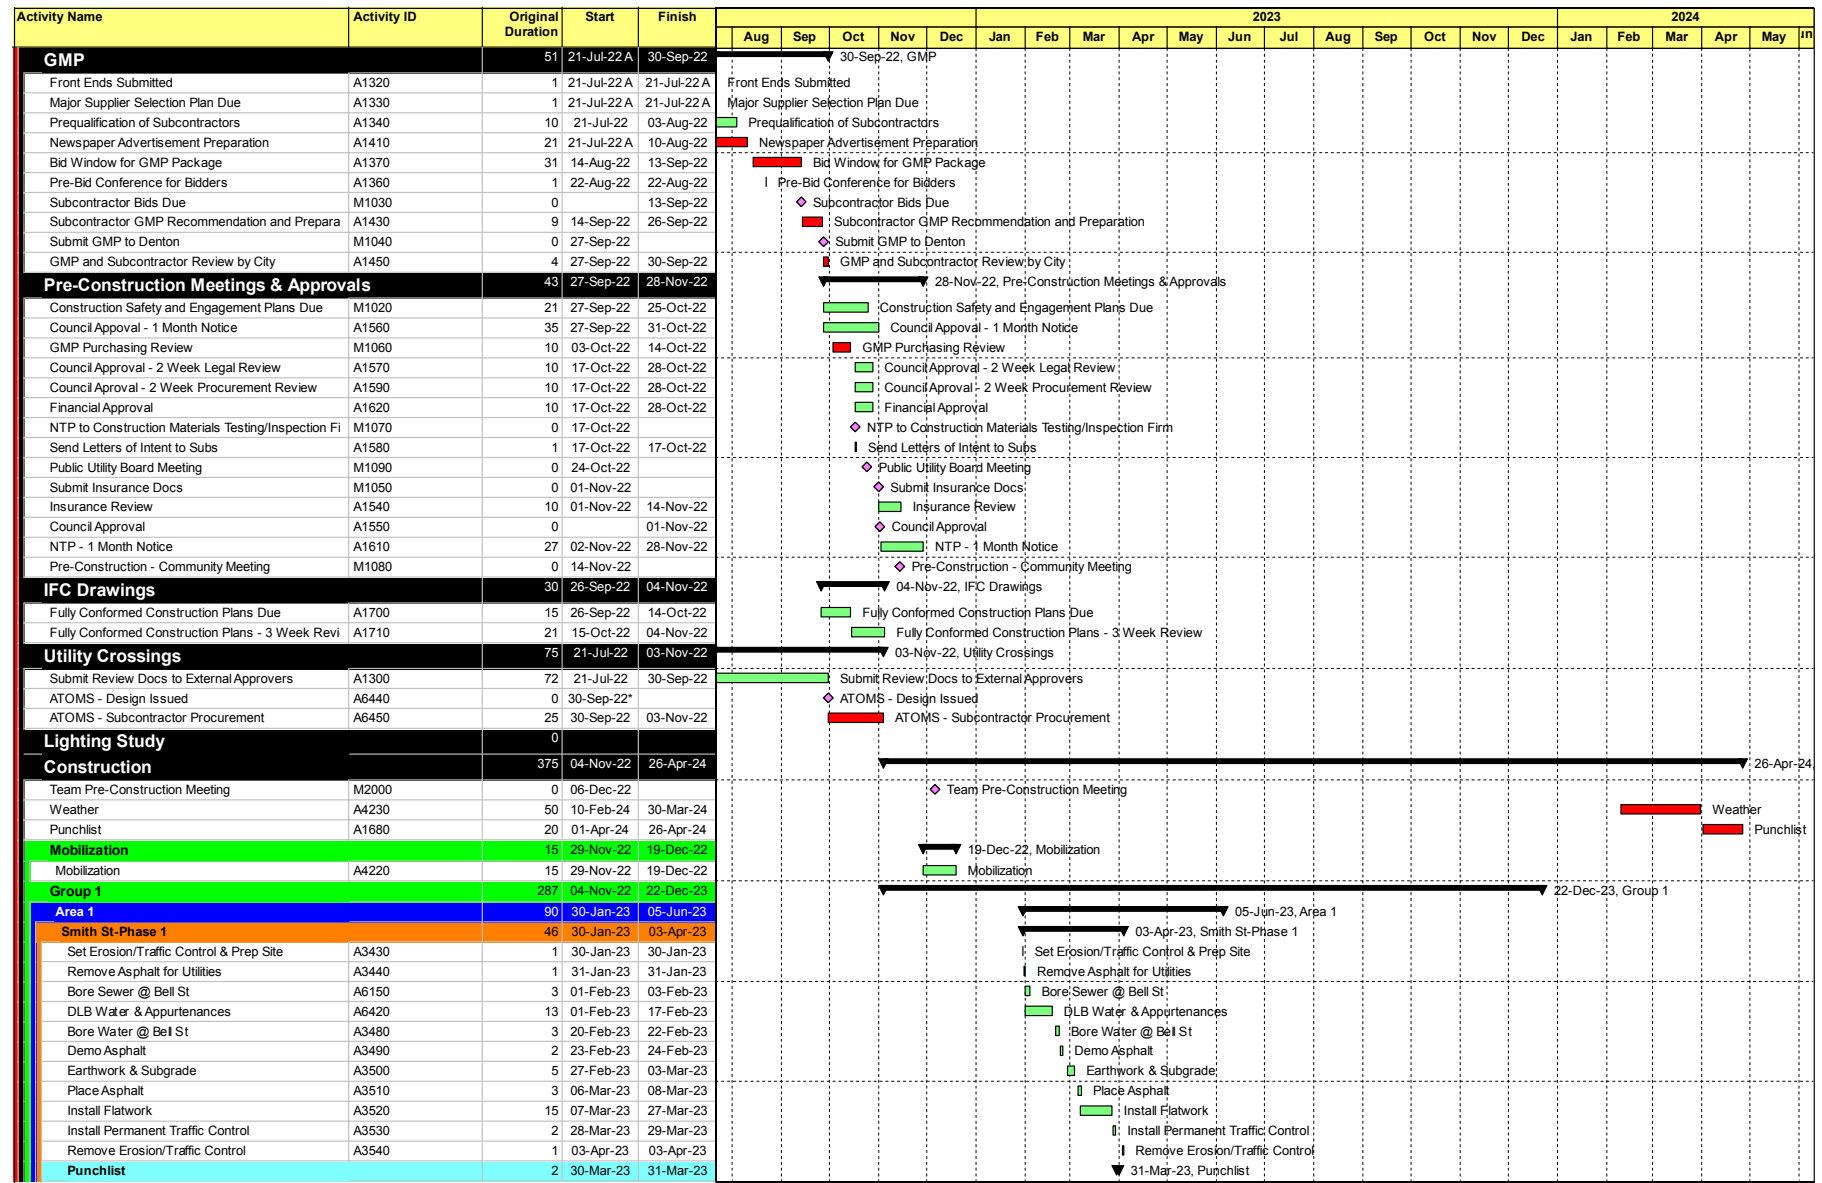 Activity Name Activity ID Original Duration Start Finish 2023 2024
Aug Sep Oct Nov Dec Jan Feb Mar Apr May Jun Jul Aug Sep Oct Nov Dec Jan Feb Mar Apr May
GMP 51 21-Jul-22 A 30-Sep-22 30-Sep-22, GMP
Front Ends Submitted A1320 1 21-Jul-22 A 21-Jul-22 A Front Ends Submitted
Major Supplier Selection Plan Due A1330 1 21-Jul-22 A 21-Jul-22 A Major Supplier Selection Plan Due
Prequalification of Subcontractors A1340 10 21-Jul-22 03-Aug-22 Prequalification of Subcontractors
Newspaper Advertisement Preparation A1410 21 21-Jul-22 A 10-Aug-22 Newspaper Advertisement Preparation
Bid Window for GMP Package A1370 31 14-Aug-22 13-Sep-22 Bid Window for GMP Package
Pre-Bid Conference for Bidders A1360 1 22-Aug-22 22-Aug-22 Pre-Bid Conference for Bidders
Subcontractor Bids Due M1030 0 13-Sep-22 Subcontractor Bids Due
Subcontractor GMP Recommendation and Prepara A1430 9 14-Sep-22 26-Sep-22 Subcontractor GMP Recommendation and Preparation
Submit GMP to Denton M1040 0 27-Sep-22 Submit GMP to Denton
GMP and Subcontractor Review by City A1450 4 27-Sep-22 30-Sep-22 GMP and Subcontractor Review by City
Pre-Construction Meetings & Approvals 43 27-Sep-22 28-Nov-22 28-Nov-22, Pre-Construction Meetings & Approvals
Construction Safety and Engagement Plans Due M1020 21 27-Sep-22 25-Oct-22 Construction Safety and Engagement Plans Due
Council Appoval - 1 Month Notice A1560 35 27-Sep-22 31-Oct-22 Council Appoval - 1 Month Notice
GMP Purchasing Review M1060 10 03-Oct-22 14-Oct-22 GMP Purchasing Review
Council Approval - 2 Week Legal Review A1570 10 17-Oct-22 28-Oct-22 Council Approval - 2 Week Legal Review
Council Aproval - 2 Week Procurement Review A1590 10 17-Oct-22 28-Oct-22 Council Aproval - 2 Week Procurement Review
Financial Approval A1620 10 17-Oct-22 28-Oct-22 Financial Approval
NTP to Construction Materials Testing/Inspection Fi M1070 0 17-Oct-22 NTP to Construction Materials Testing/Inspection Firm
Send Letters of Intent to Subs A1580 1 17-Oct-22 17-Oct-22 Send Letters of Intent to Subs
Public Utility Board Meeting M1090 0 24-Oct-22 Public Utility Board Meeting
Submit Insurance Docs M1050 0 01-Nov-22 Submit Insurance Docs
Insurance Review A1540 10 01-Nov-22 14-Nov-22 Insurance Review
Council Approval A1550 0 01-Nov-22 Council Approval
NTP - 1 Month Notice A1610 27 02-Nov-22 28-Nov-22 NTP - 1 Month Notice
Pre-Construction - Community Meeting M1080 0 14-Nov-22 Pre-Construction - Community Meeting
IFC Drawings 30 26-Sep-22 04-Nov-22 04-Nov-22, IFC Drawings
Fully Conformed Construction Plans Due A1700 15 26-Sep-22 14-Oct-22 Fully Conformed Construction Plans Due
Fully Conformed Construction Plans - 3 Week Revi A1710 21 15-Oct-22 04-Nov-22 Fully Conformed Construction Plans - 3 Week Review
Utility Crossings 75 21-Jul-22 03-Nov-22 03-Nov-22, Utility Crossings
Submit Review Docs to External Approvers A1300 72 21-Jul-22 30-Sep-22 Submit Review Docs to External Approvers
ATOMS - Design Issued A6440 0 30-Sep-22* ATOMS - Design Issued
ATOMS - Subcontractor Procurement A6450 25 30-Sep-22 03-Nov-22 ATOMS - Subcontractor Procurement
Lighting Study 0
Construction 375 04-Nov-22 26-Apr-24 26-Apr-24,
Team Pre-Construction Meeting M2000 0 06-Dec-22 Team Pre-Construction Meeting
Weather A4230 50 10-Feb-24 30-Mar-24 Weather
Punchlist A1680 20 01-Apr-24 26-Apr-24 Punchlist
Mobilization 15 29-Nov-22 19-Dec-22 19-Dec-22, Mobilization
Mobilization A4220 15 29-Nov-22 19-Dec-22 Mobilization
Group 1 287 04-Nov-22 22-Dec-23 22-Dec-23, Group 1
Area 1 90 30-Jan-23 05-Jun-23 05-Jun-23, Area 1
Smith St-Phase 1 46 30-Jan-23 03-Apr-23 03-Apr-23, Smith St-Phase 1
Set Erosion/Traffic Control & Prep Site A3430 1 30-Jan-23 30-Jan-23 Set Erosion/Traffic Control & Prep Site
Remove Asphalt for Utilities A3440 1 31-Jan-23 31-Jan-23 Remove Asphalt for Utilities
Bore Sewer @ Bell St A6150 3 01-Feb-23 03-Feb-23 Bore Sewer @ Bell St
DLB Water & Appurtenances A6420 13 01-Feb-23 17-Feb-23 DLB Water & Appurtenances
Bore Water @ Bell St A3480 3 20-Feb-23 22-Feb-23 Bore Water @ Bell St
Demo Asphalt A3490 2 23-Feb-23 24-Feb-23 Demo Asphalt
Earthwork & Subgrade A3500 5 27-Feb-23 03-Mar-23 Earthwork & Subgrade
Place Asphalt A3510 3 06-Mar-23 08-Mar-23 Place Asphalt
Install Flatwork A3520 15 07-Mar-23 27-Mar-23 Install Flatwork
Install Permanent Traffic Control A3530 2 28-Mar-23 29-Mar-23 Install Permanent Traffic Control
Remove Erosion/Traffic Control A3540 1 03-Apr-23 03-Apr-23 Remove Erosion/Traffic Control
Punchlist 2 30-Mar-23 31-Mar-23 31-Mar-23, Punchlist